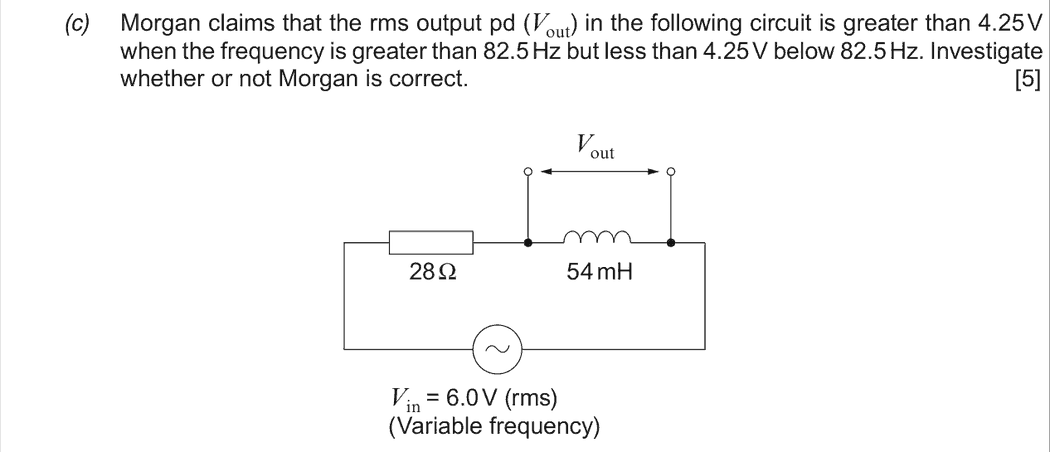 (c) Morgan claims that the rms output pd (Vout) in the following circuit is greater than 4.25 V
when the frequency is greater than 82.5 Hz but less than 4.25 V below 82.5 Hz. Investigate
whether or not Morgan is correct. [5]
Vout
28 Ω 54 mH
Vin = 6.0 V (rms)
(Variable frequency)